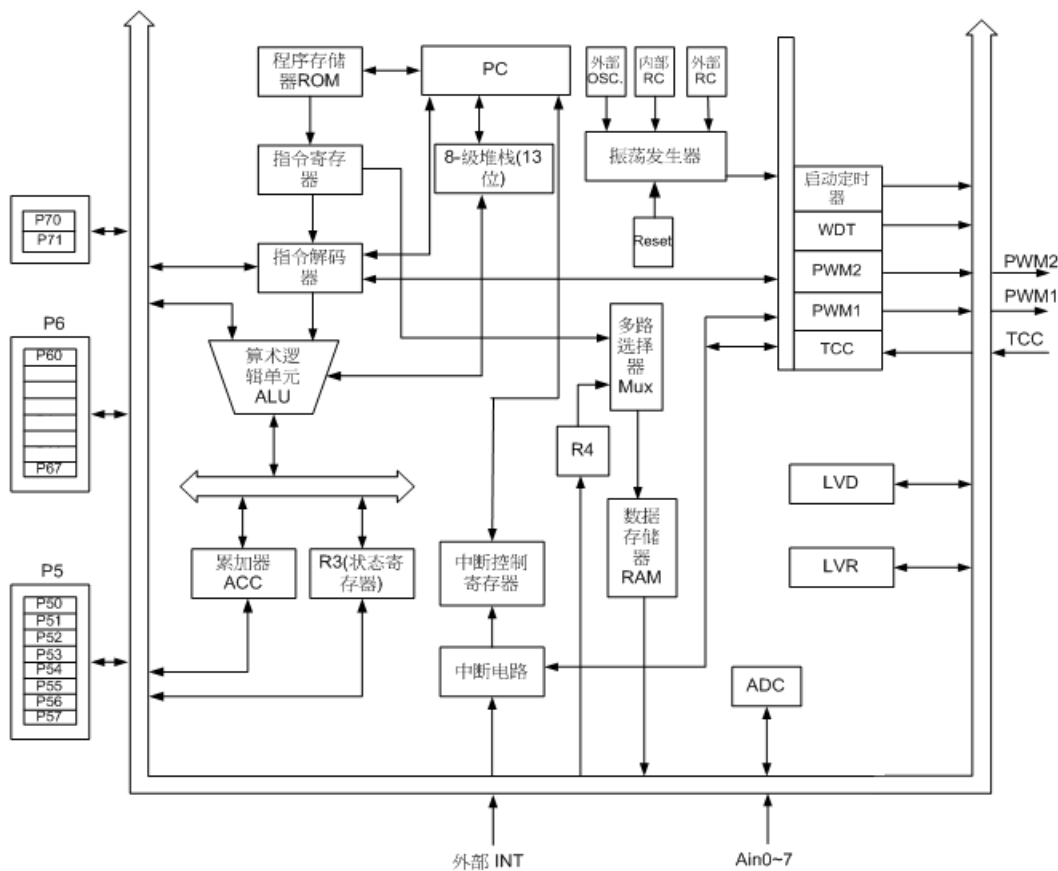 程序存储
器ROM
PC
外部
OSC.
内部
RC
外部
RC
指令寄存
器
8-级堆栈(13
位)
振荡发生器
启动定时
器
P70
P71
WDT
Reset
指令解码
器
PWM2
PWM2
PWM1
PWM1
P6
多路
选择
器
Mux
TCC
TCC
P60
算术逻
辑单元
ALU
R4
P67
LVD
数据
存储
器
RAM
累加器
ACC
R3(状态寄
存器)
中断控制
寄存器
LVR
P5
P50
P51
P52
P53
P54
P55
P56
P57
中断电路
ADC
外部 INT
Ain0~7